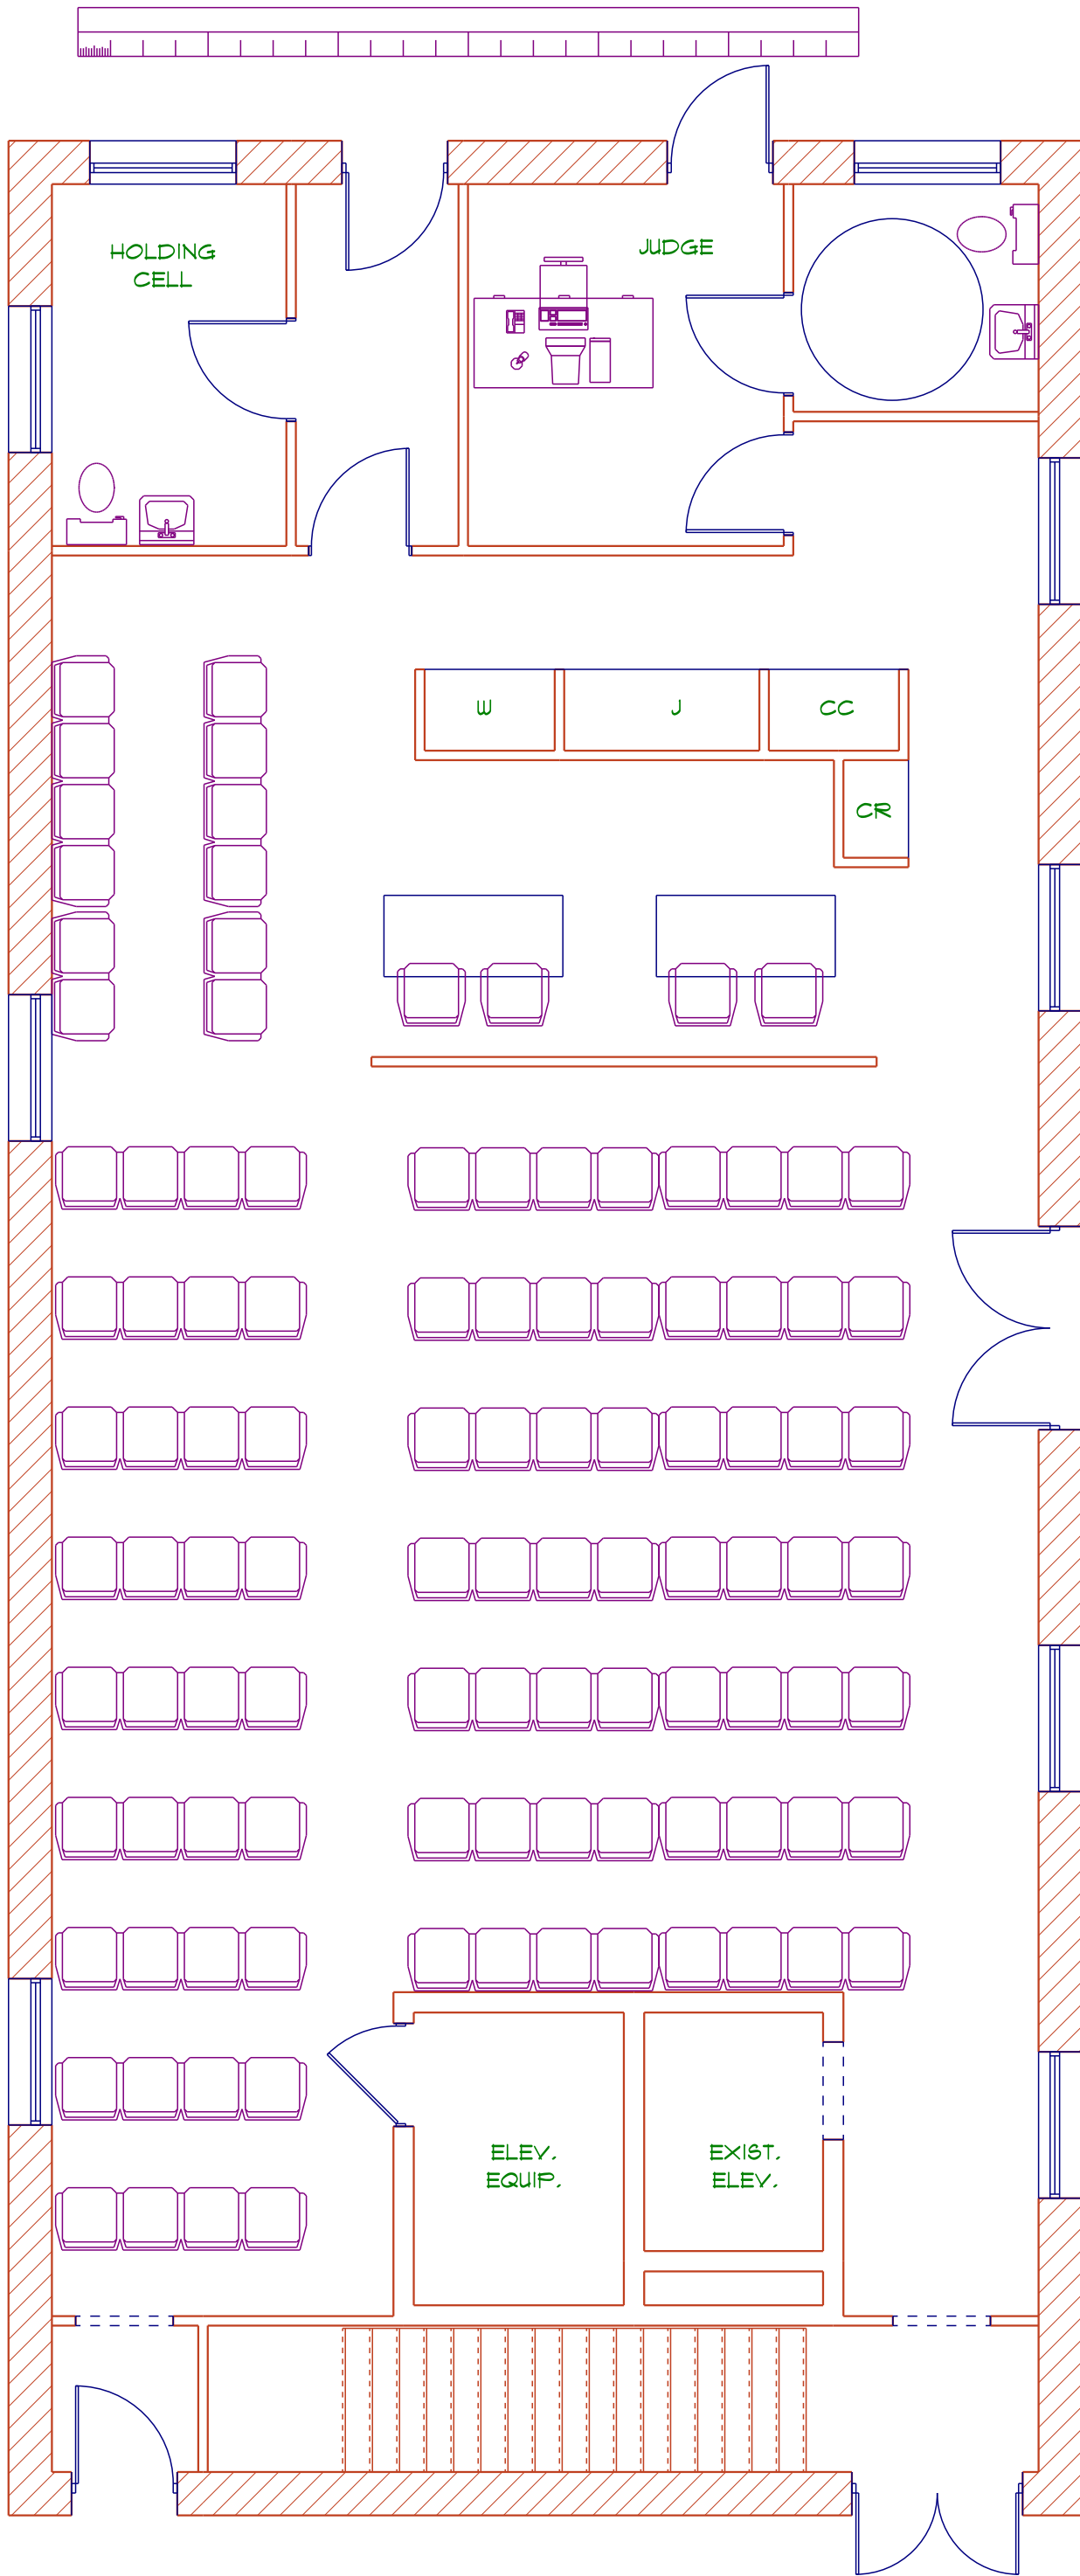 HOLDING
CELL
JUDGE
W
J
CC
CR
ELEV.
EQUIP.
EXIST.
ELEV.